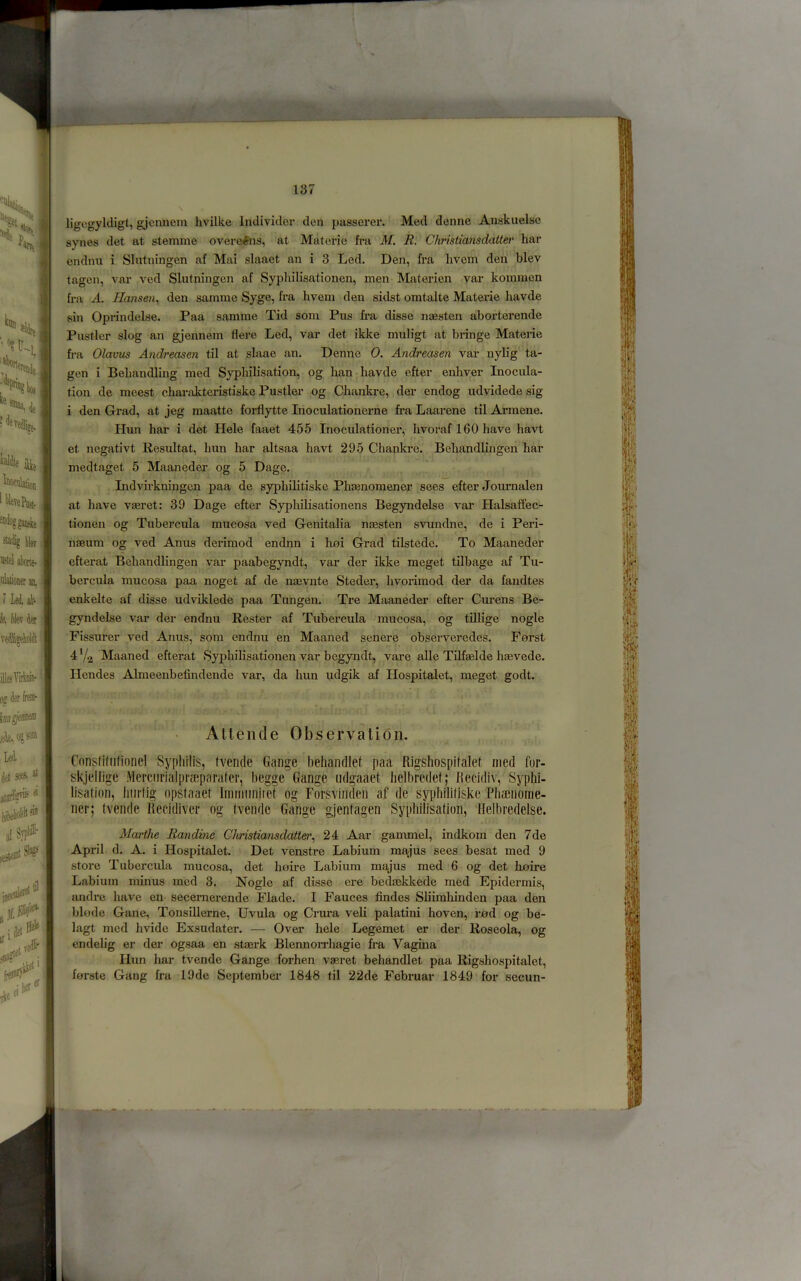 137
ligegyldigt, gjennem hvilke Individer den passerer. Med denne Anskuelse
synes det at stemme overeéns, at Materie fra M. R. Christiansdatter har
endnu i Slutningen af Mai slaaet an i 3 Led. Den, fra hvem den blev
tagen, var ved Slutningen af Syphilisationen, men Materien var kommen
fra A. Hansen, den samme Syge, fra hvem den sidst omtalte Materie havde
sin Oprindelse. Paa samme Tid som Pus fra disse næsten aborterende
Pustler slog an gjennem flere Led, var det ikke muligt at bringe Materie
fra Olavus Andreasen til at slaae an. Denne O. Andreasen var nylig ta-
gen i Behandling med Syphilisation, og han havde efter enhver Inocula-
tion de meest charakteristiske Pustler og Chankre, der endog udvidede sig
i den Grad, at jeg maatte forflytte Inoculationerne fra Laarene til Armene.
Hun har i det Hele faaet 455 Inoculationer, hvoraf 160 have havt
et negativt Resultat, hun har altsaa havt 295 Chankre. Behandlingen har
medtaget 5 Maaneder og 5 Dage.
Indvirkningen paa de syphilitiske Phænomener sees efter Journalen
at have været: 39 Dage efter Syphilisationens Begyndelse var Halsaffec-
tionen og Tubercula mucosa ved Genitalia næsten svundne, de i Peri-
næum og ved Anus derimod endnn i høi Grad tilstede. To Maaneder
efterat Behandlingen var paabegyndt, var der ikke meget tilbage af Tu-
bercula mucosa paa noget af de nævnte Steder, hvorimod der da fandtes
enkelte af disse udviklede paa Tungen. Tre Maaneder efter Curens Be-
gyndelse var der endnu Rester af Tubercula mucosa, og tillige nogle
Fissurer ved Anus, som endnu en Maaned senere observeredes. Først
4 1/2 Maaned efterat Syphilisationen var begyndt, vare alle Tilfælde hævede.
Hendes Almeenbefindende var, da hun udgik af Hospitalet, meget godt.
Attende Observation.
Constitutionel Syphilis, tvende Gange behandlet paa Rigshospitalet med for-
skjellige Mercurialpræparater, begge Gange udgaaet helbredet; Recidiv, Syphi-
lisation, hurtig opstaaet Immunitet og Forsvinden af de syphilitiske Phænome-
ner; tvende Recidiver og tvende Gange gjentagen Syphilisation, Helbredelse.
Marthe Randine Christiansdatter, 24 Aar gammel, indkom den 7de
April d. A. i Hospitalet. Det venstre Labium majus sees besat med 9
store Tubercula mucosa, det høire Labium majus med 6 og det høire
Labium minus med 3. Nogle af disse ere bedækkede med Epidermis,
andre have en secernerende Flade. I Fauces findes Sliimhinden paa den
bløde Gane, Tonsillerne, Uvula og Crura veli palatini hoven, rød og be-
lagt med hvide Exsudater. — Over hele Legemet er der Roseola, og
endelig er der ogsaa en stærk Blennorrhagie fra Vagina
Hun har tvende Gange forhen været behandlet paa Rigshospitalet,
første Gang fra 19de September 1848 til 22de Februar 1849 for secun-